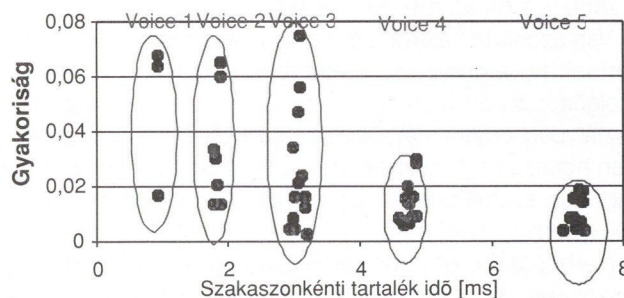 Voice 1 Voice 2 Voice 3 Voice 4 Voice 5
0,08
0,06
0,04
0,02
0
Gyakoriság
0 2 4 6 8
Szakaszonkénti tartalék idő [ms]